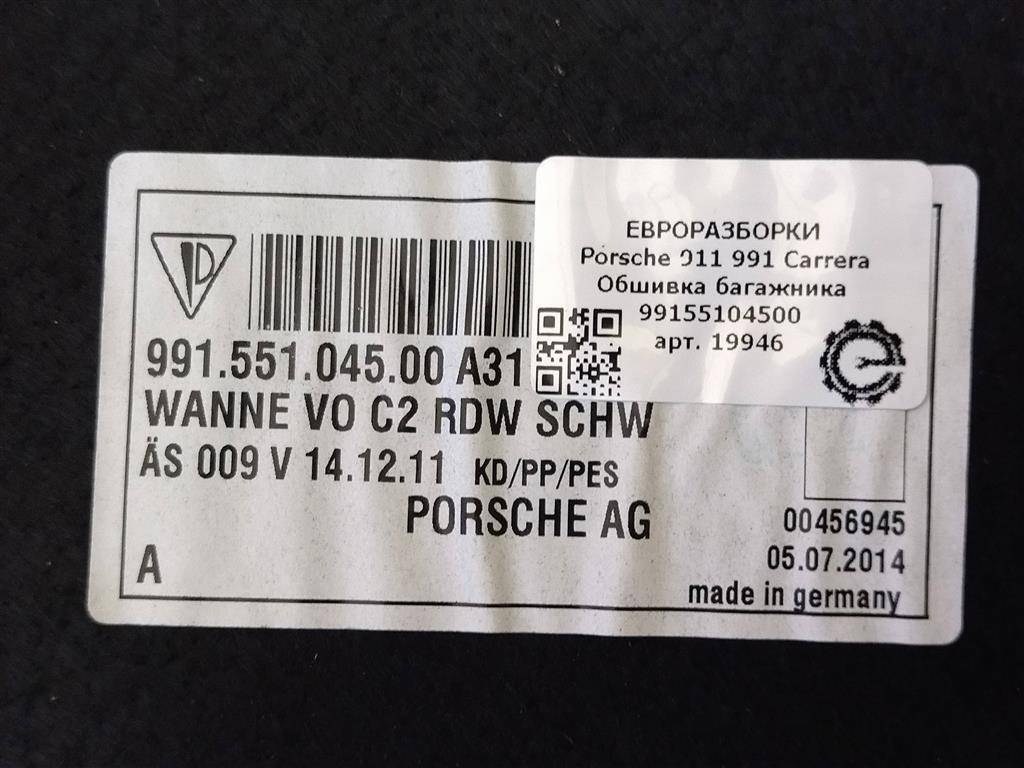 ЕВРОРАЗБОРКИ
Porsche 911 991 Carrera
Обшивка багажника
99155104500
арт. 19946
991.551.045.00 A31
WANNE VO C2 RDW SCHW
ÄS 009 V 14.12.11 KD/PP/PES
PORSCHE AG
00456945
05.07.2014
A
made in germany